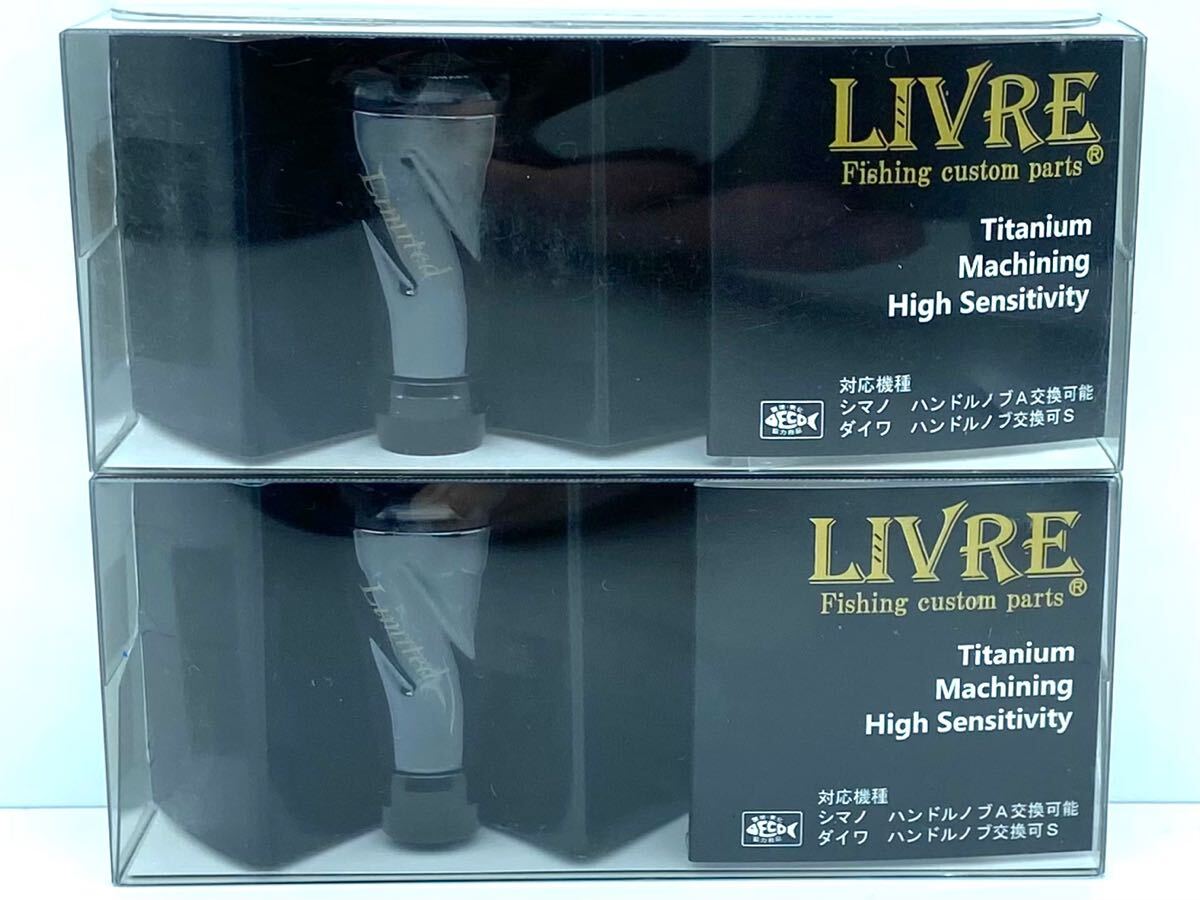 LIVRE
Fishing custom parts®
Titanium
Machining
High Sensitivity
対応機種
シマノ ハンドルノブA交換可能
ダイワ ハンドルノブ交換可S
ECO
Limited
LIVRE
Fishing custom parts®
Titanium
Machining
High Sensitivity
対応機種
シマノ ハンドルノブA交換可能
ダイワ ハンドルノブ交換可S
ECO
Limited